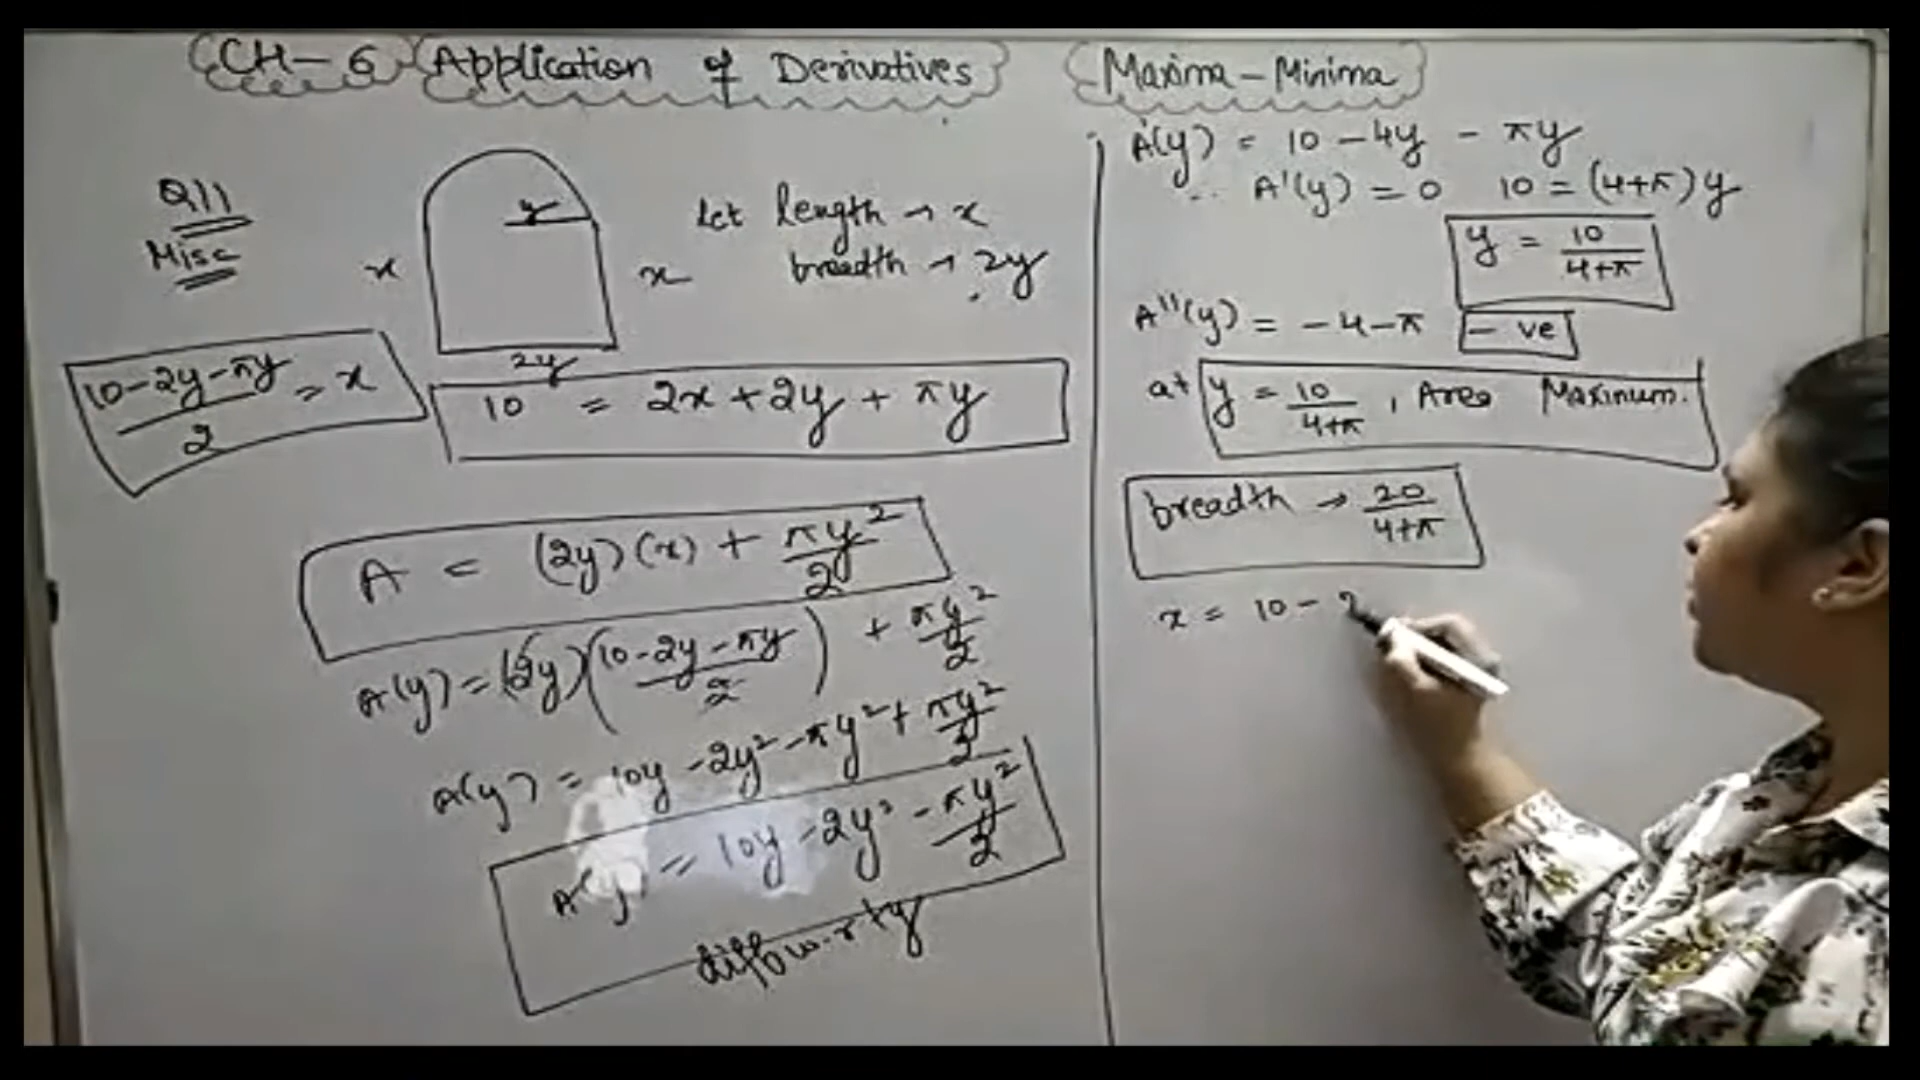 CH-6 Application of Derivatives Maxima-Minima
Q11
Misc
y
x
x
2y
Let length → x
breadth → 2y
(10-2y-πy)/2 = x
10 = 2x+2y+πy
A = (2y)(x) + πy²/2
A(y) = (2y)((10-2y-πy)/2) + πy²/2
A(y) = 10y-2y²-πy²+πy²/2
A(y) = 10y-2y²-πy²/2
diff w.r.t y
A'(y) = 10-4y-πy
∴ A'(y) = 0 10 = (4+π)y
y = 10/(4+π)
A''(y) = -4-π - ve
at y = 10/(4+π), Area Maximum.
breadth → 20/(4+π)
x = 10-2